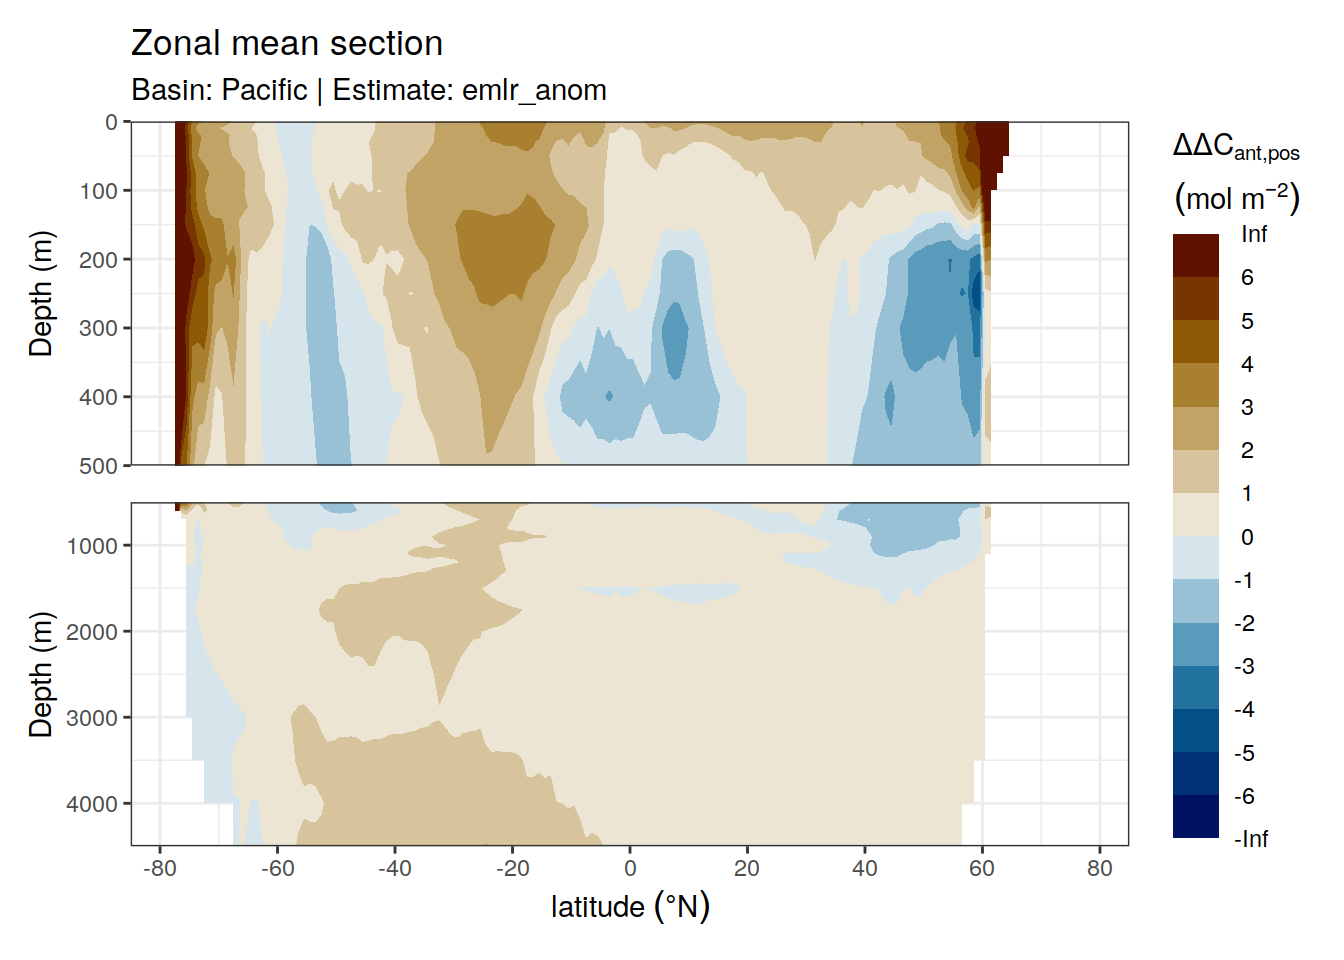 Zonal mean section
Basin: Pacific | Estimate: emlr_anom
0
100
200
300
400
500
Depth (m)
1000
2000
3000
4000
Depth (m)
-80 -60 -40 -20 0 20 40 60 80
latitude (°N)
ΔΔCant,pos
(mol m−2)
Inf
6
5
4
3
2
1
0
-1
-2
-3
-4
-5
-6
-Inf